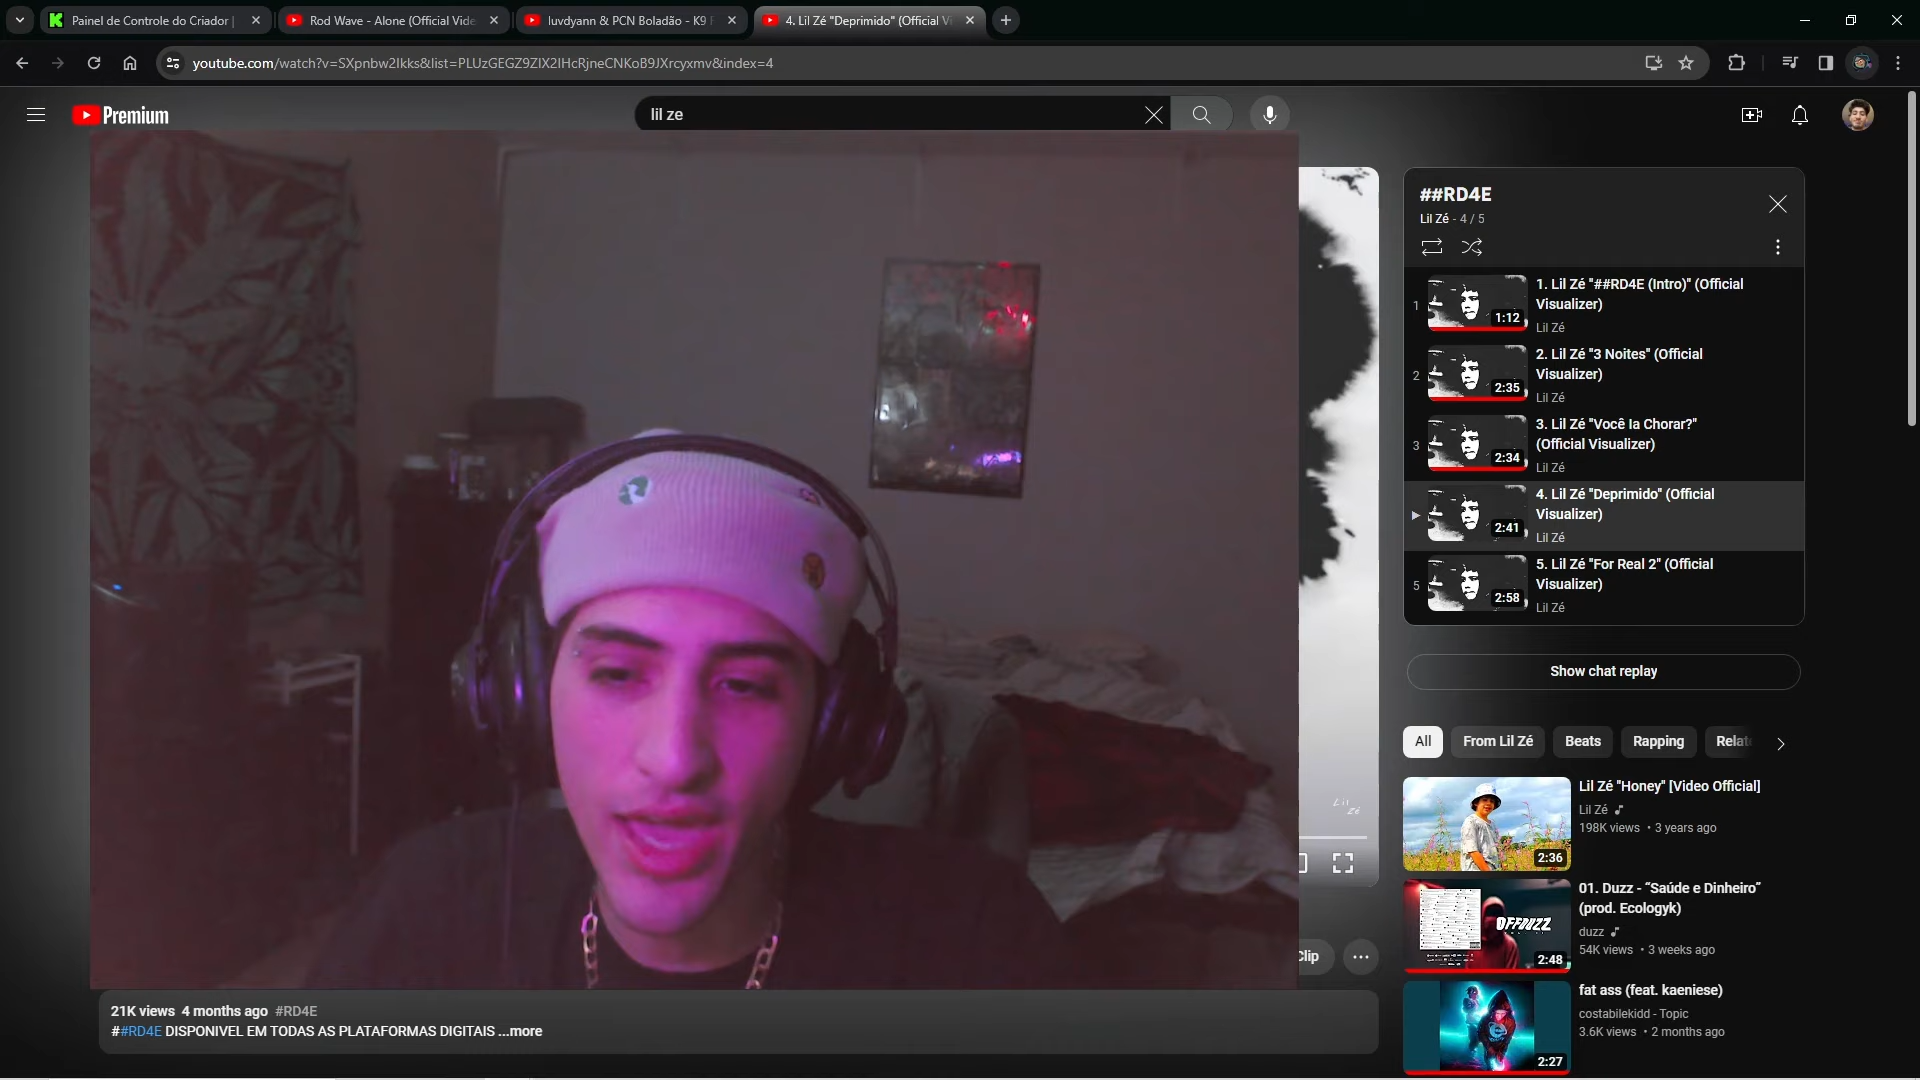 Painel de Controle do Criador |
Rod Wave - Alone (Official Vide
luvdyann & PCN Boladão - K9 F
4. Lil Zé "Deprimido" (Official Vi
youtube.com/watch?v=SXpnbw2Ikks&list=PLUzGEGZ9ZIX2IHcRjneCNKoB9JXrcyxmv&index=4
Premium
lil ze
##RD4E
Lil Zé - 4 / 5
1
1. Lil Zé "##RD4E (Intro)" (Official
Visualizer)
1:12
Lil Zé
2
2. Lil Zé "3 Noites" (Official
Visualizer)
2:35
Lil Zé
3
3. Lil Zé "Você Ia Chorar?"
(Official Visualizer)
2:34
Lil Zé
4. Lil Zé "Deprimido" (Official
Visualizer)
2:41
Lil Zé
5
5. Lil Zé "For Real 2" (Official
Visualizer)
2:58
Lil Zé
Show chat replay
All
From Lil Zé
Beats
Rapping
Relat
Lil Zé "Honey" [Video Official]
Lil Zé
198K views • 3 years ago
2:36
01. Duzz - “Saúde e Dinheiro”
(prod. Ecologyk)
duzz
54K views • 3 weeks ago
OFFDUZZ
2:48
fat ass (feat. kaeniese)
costabilekidd - Topic
3.6K views • 2 months ago
2:27
Lil
Zé
Clip
21K views 4 months ago #RD4E
##RD4E DISPONIVEL EM TODAS AS PLATAFORMAS DIGITAIS ...more